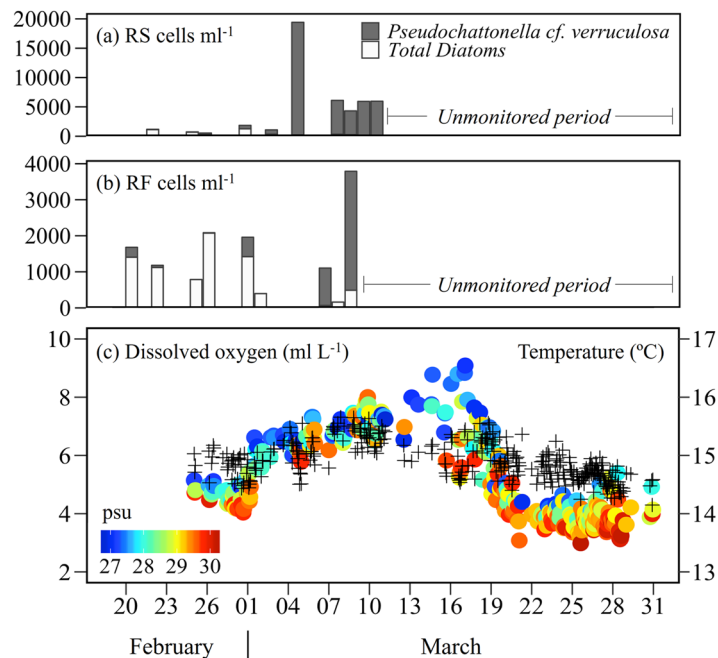 20000
(a) RS cells ml-1
Pseudochattonella cf. verruculosa
15000
Total Diatoms
10000
5000
Unmonitored period
0
4000
(b) RF cells ml-1
3000
2000
1000
Unmonitored period
0
10
(c) Dissolved oxygen (ml L-1)
Temperature (ºC)
17
8
16
6
15
4
psu
14
27 28 29 30
2
13
20 23 26 01 04 07 10 13 16 19 22 25 28 31
February
March